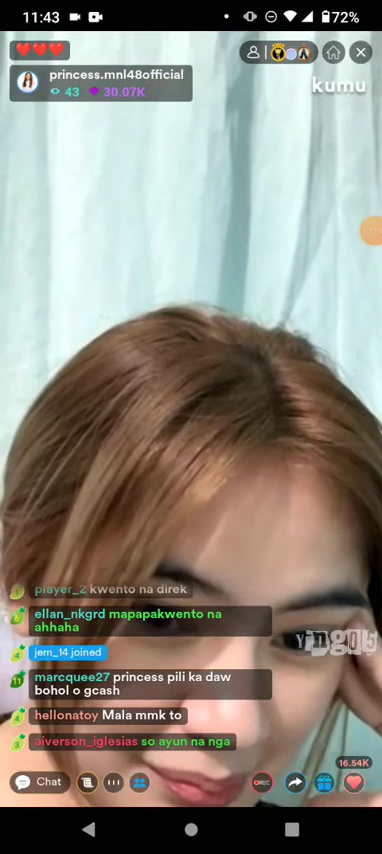 11:43
72%
❤️❤️❤️
princess.mnl48official
43 30.07K
kumu
player_2 kwento na direk
ellan_nkgrd mapapakwento na
ahhaha
jem_14 joined
marcquee27 princess pili ka daw
bohol o gcash
hellonatoy Mala mmk to
aiverson_iglesias so ayun na nga
16.54K
Chat
REC